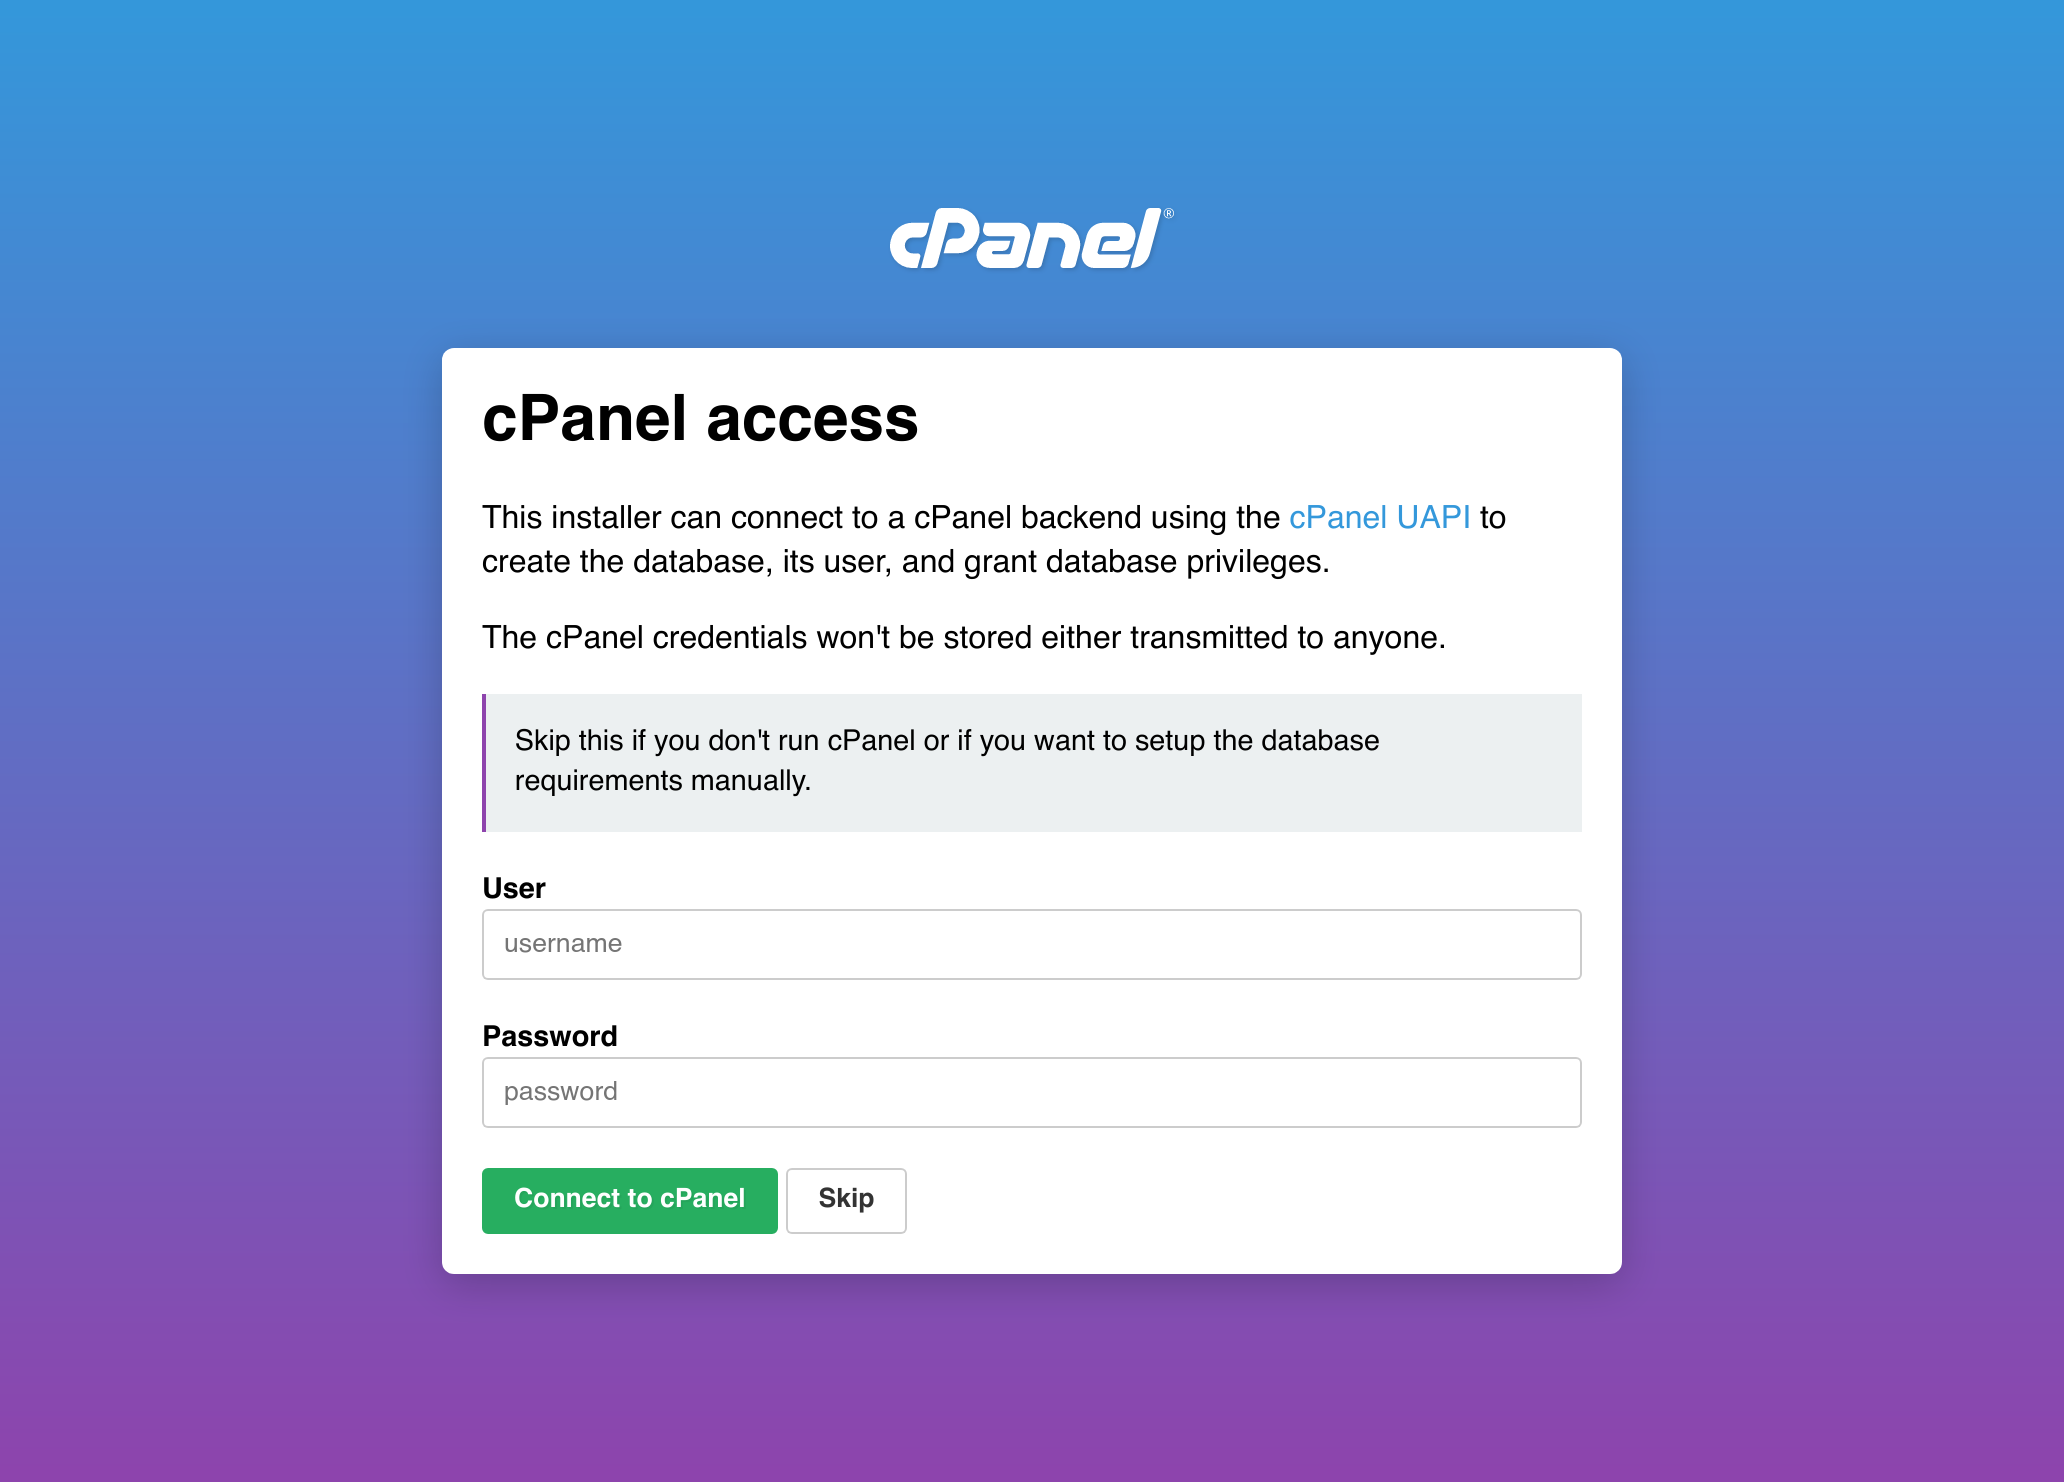 cPanel®
cPanel access
This installer can connect to a cPanel backend using the cPanel UAPI to
create the database, its user, and grant database privileges.
The cPanel credentials won't be stored either transmitted to anyone.
Skip this if you don't run cPanel or if you want to setup the database
requirements manually.
User
username
Password
password
Connect to cPanel
Skip